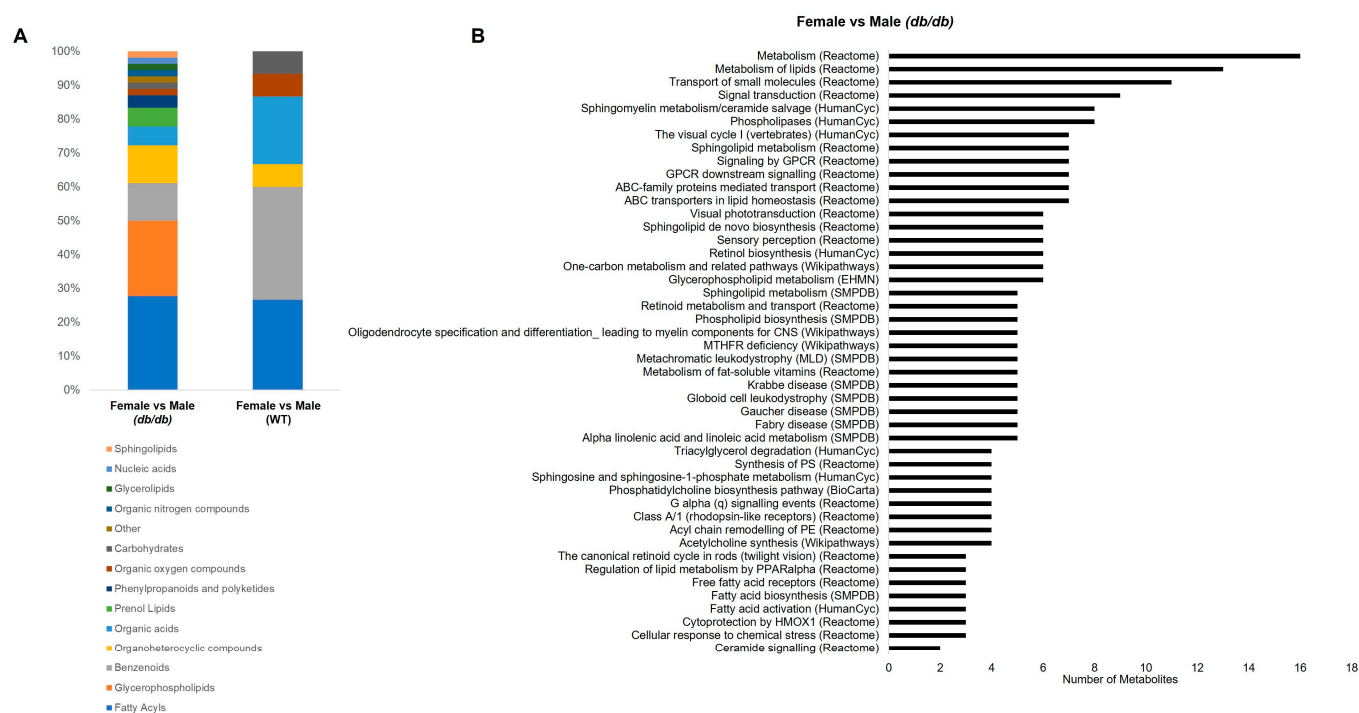 A
100%
90%
80%
70%
60%
50%
40%
30%
20%
10%
0%
Female vs Male
(db/db)
Female vs Male
(WT)
Sphingolipids
Nucleic acids
Glycerolipids
Organic nitrogen compounds
Other
Carbohydrates
Organic oxygen compounds
Phenylpropanoids and polyketides
Prenol Lipids
Organic acids
Organoheterocyclic compounds
Benzenoids
Glycerophospholipids
Fatty Acyls
B
Female vs Male (db/db)
Metabolism (Reactome)
Metabolism of lipids (Reactome)
Transport of small molecules (Reactome)
Signal transduction (Reactome)
Sphingomyelin metabolism/ceramide salvage (HumanCyc)
Phospholipases (HumanCyc)
The visual cycle I (vertebrates) (HumanCyc)
Sphingolipid metabolism (Reactome)
Signaling by GPCR (Reactome)
GPCR downstream signalling (Reactome)
ABC-family proteins mediated transport (Reactome)
ABC transporters in lipid homeostasis (Reactome)
Visual phototransduction (Reactome)
Sphingolipid de novo biosynthesis (Reactome)
Sensory perception (Reactome)
Retinol biosynthesis (HumanCyc)
One-carbon metabolism and related pathways (Wikipathways)
Glycerophospholipid metabolism (EHMN)
Sphingolipid metabolism (SMPDB)
Retinoid metabolism and transport (Reactome)
Phospholipid biosynthesis (SMPDB)
Oligodendrocyte specification and differentiation_ leading to myelin components for CNS (Wikipathways)
MTHFR deficiency (Wikipathways)
Metachromatic leukodystrophy (MLD) (SMPDB)
Metabolism of fat-soluble vitamins (Reactome)
Krabbe disease (SMPDB)
Globoid cell leukodystrophy (SMPDB)
Gaucher disease (SMPDB)
Fabry disease (SMPDB)
Alpha linolenic acid and linoleic acid metabolism (SMPDB)
Triacylglycerol degradation (HumanCyc)
Synthesis of PS (Reactome)
Sphingosine and sphingosine-1-phosphate metabolism (HumanCyc)
Phosphatidylcholine biosynthesis pathway (BioCarta)
G alpha (q) signalling events (Reactome)
Class A/1 (rhodopsin-like receptors) (Reactome)
Acyl chain remodelling of PE (Reactome)
Acetylcholine synthesis (Wikipathways)
The canonical retinoid cycle in rods (twilight vision) (Reactome)
Regulation of lipid metabolism by PPARalpha (Reactome)
Free fatty acid receptors (Reactome)
Fatty acid biosynthesis (SMPDB)
Fatty acid activation (HumanCyc)
Cytoprotection by HMOX1 (Reactome)
Cellular response to chemical stress (Reactome)
Ceramide signalling (Reactome)
0 2 4 6 8 10 12 14 16 18
Number of Metabolites